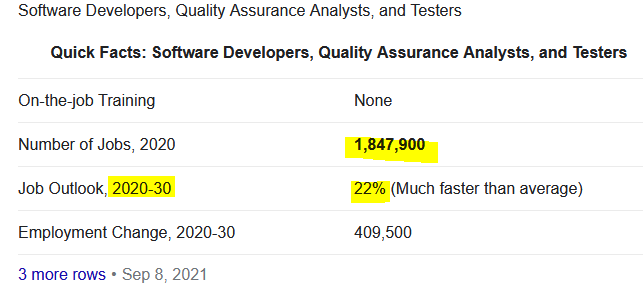 Software Developers, Quality Assurance Analysts, and Testers
Quick Facts: Software Developers, Quality Assurance Analysts, and Testers
On-the-job Training None
Number of Jobs, 2020 1,847,900
Job Outlook, 2020-30 22% (Much faster than average)
Employment Change, 2020-30 409,500
3 more rows • Sep 8, 2021